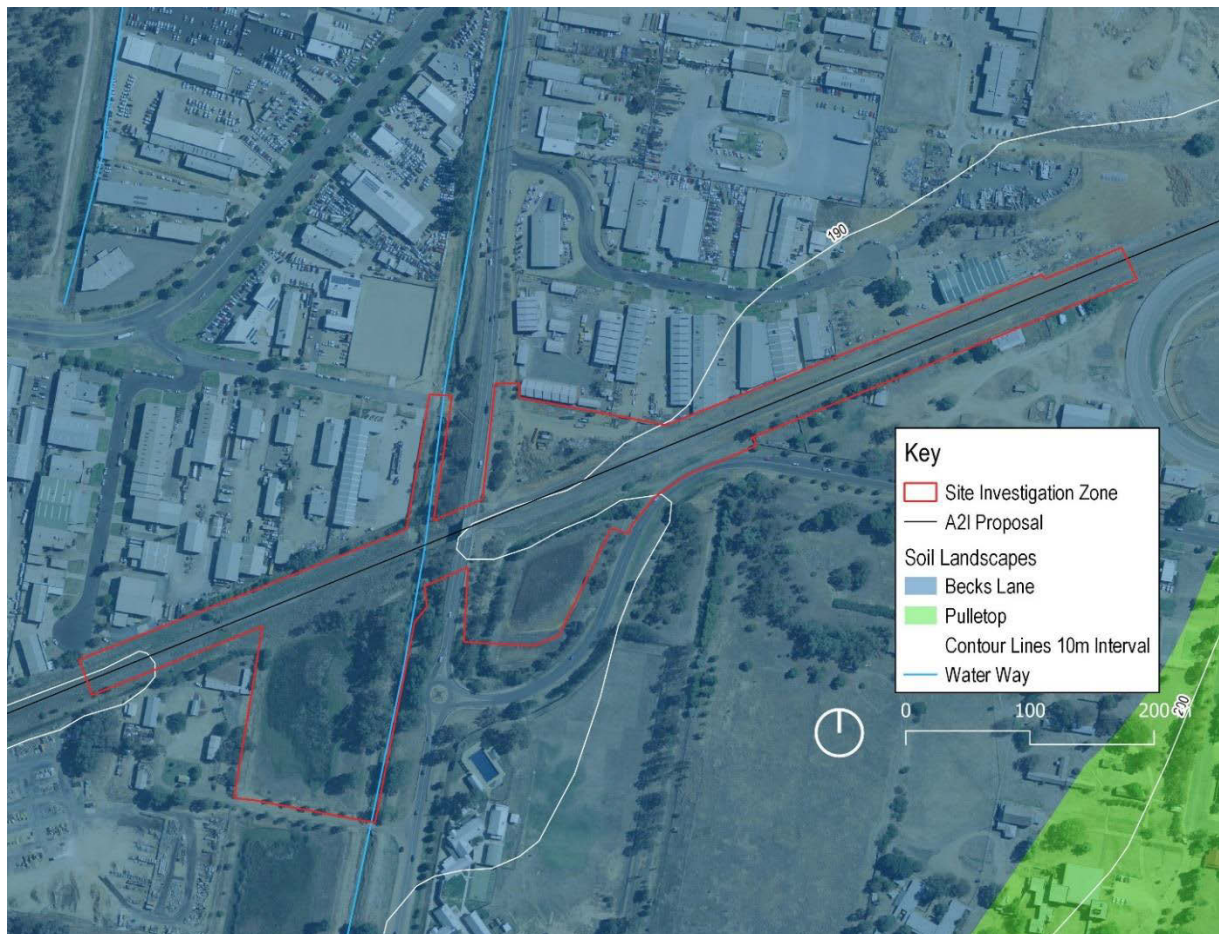 190
Key
Site Investigation Zone
A2I Proposal
Soil Landscapes
Becks Lane
Pulletop
Contour Lines 10m Interval
Water Way
0 100 200
200